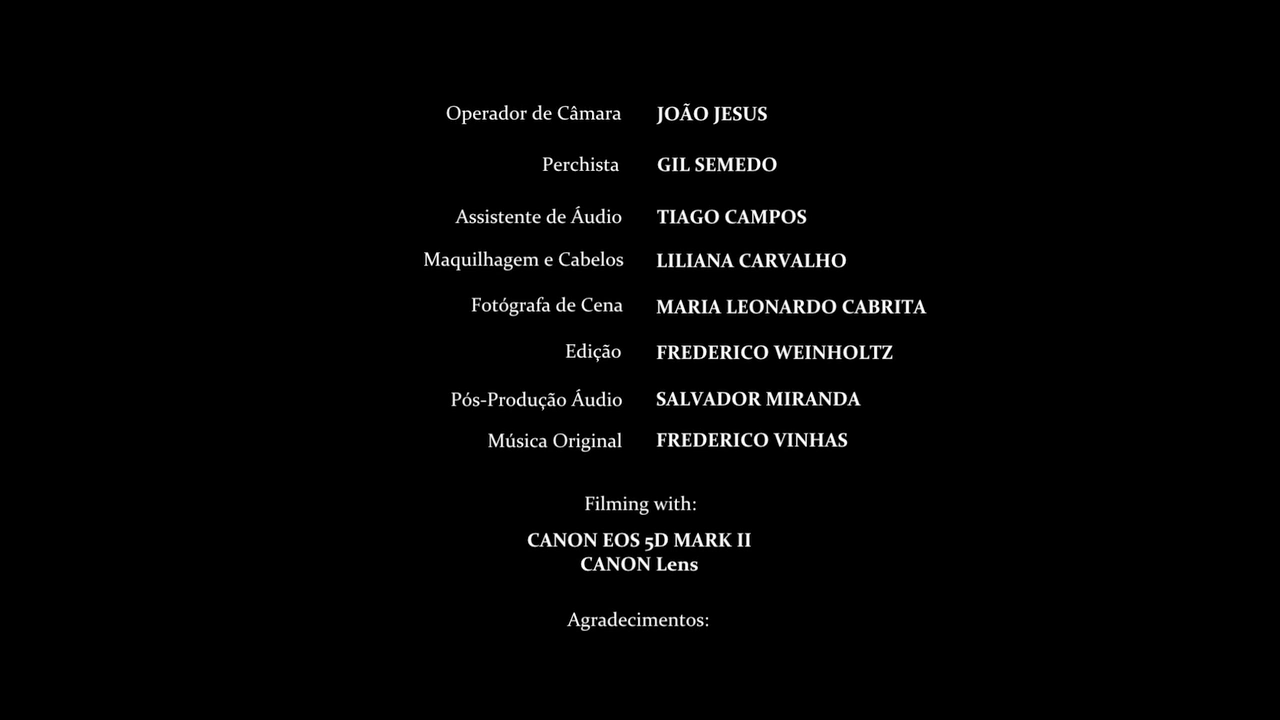 Operador de Câmara JOÃO JESUS
Perchista GIL SEMEDO
Assistente de Áudio TIAGO CAMPOS
Maquilhagem e Cabelos LILIANA CARVALHO
Fotógrafa de Cena MARIA LEONARDO CABRITA
Edição FREDERICO WEINHOLTZ
Pós-Produção Áudio SALVADOR MIRANDA
Música Original FREDERICO VINHAS
Filming with:
CANON EOS 5D MARK II
CANON Lens
Agradecimentos: